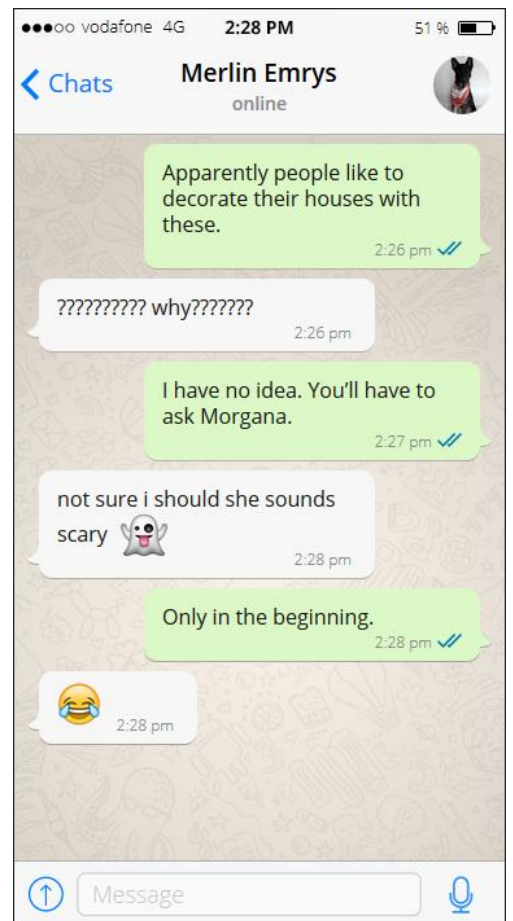 vodafone 4G 2:28 PM 51 %
Chats
Merlin Emrys
online
Apparently people like to
decorate their houses with
these.
2:26 pm
?????????? why???????
2:26 pm
I have no idea. You’ll have to
ask Morgana.
2:27 pm
not sure i should she sounds
scary 👻
2:28 pm
Only in the beginning.
2:28 pm
😂 2:28 pm
Message